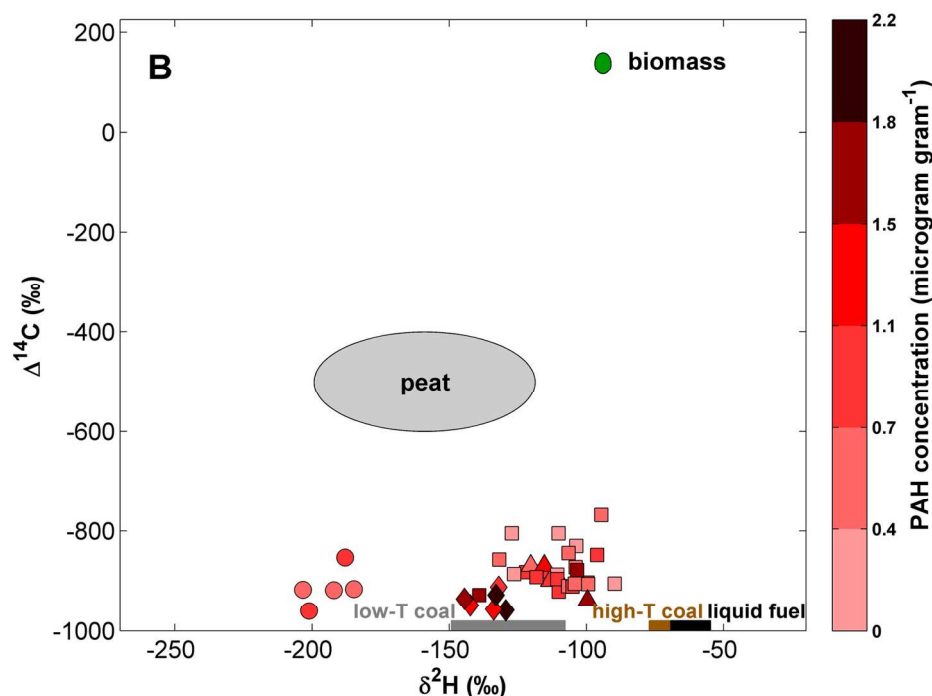 B
biomass
peat
low-T coal
high-T coal
liquid fuel
200
0
-200
-400
-600
-800
-1000
Δ¹⁴C (‰)
-250
-200
-150
-100
-50
δ²H (‰)
2.2
1.8
1.5
1.1
0.7
0.4
0
PAH concentration (microgram gram⁻¹)